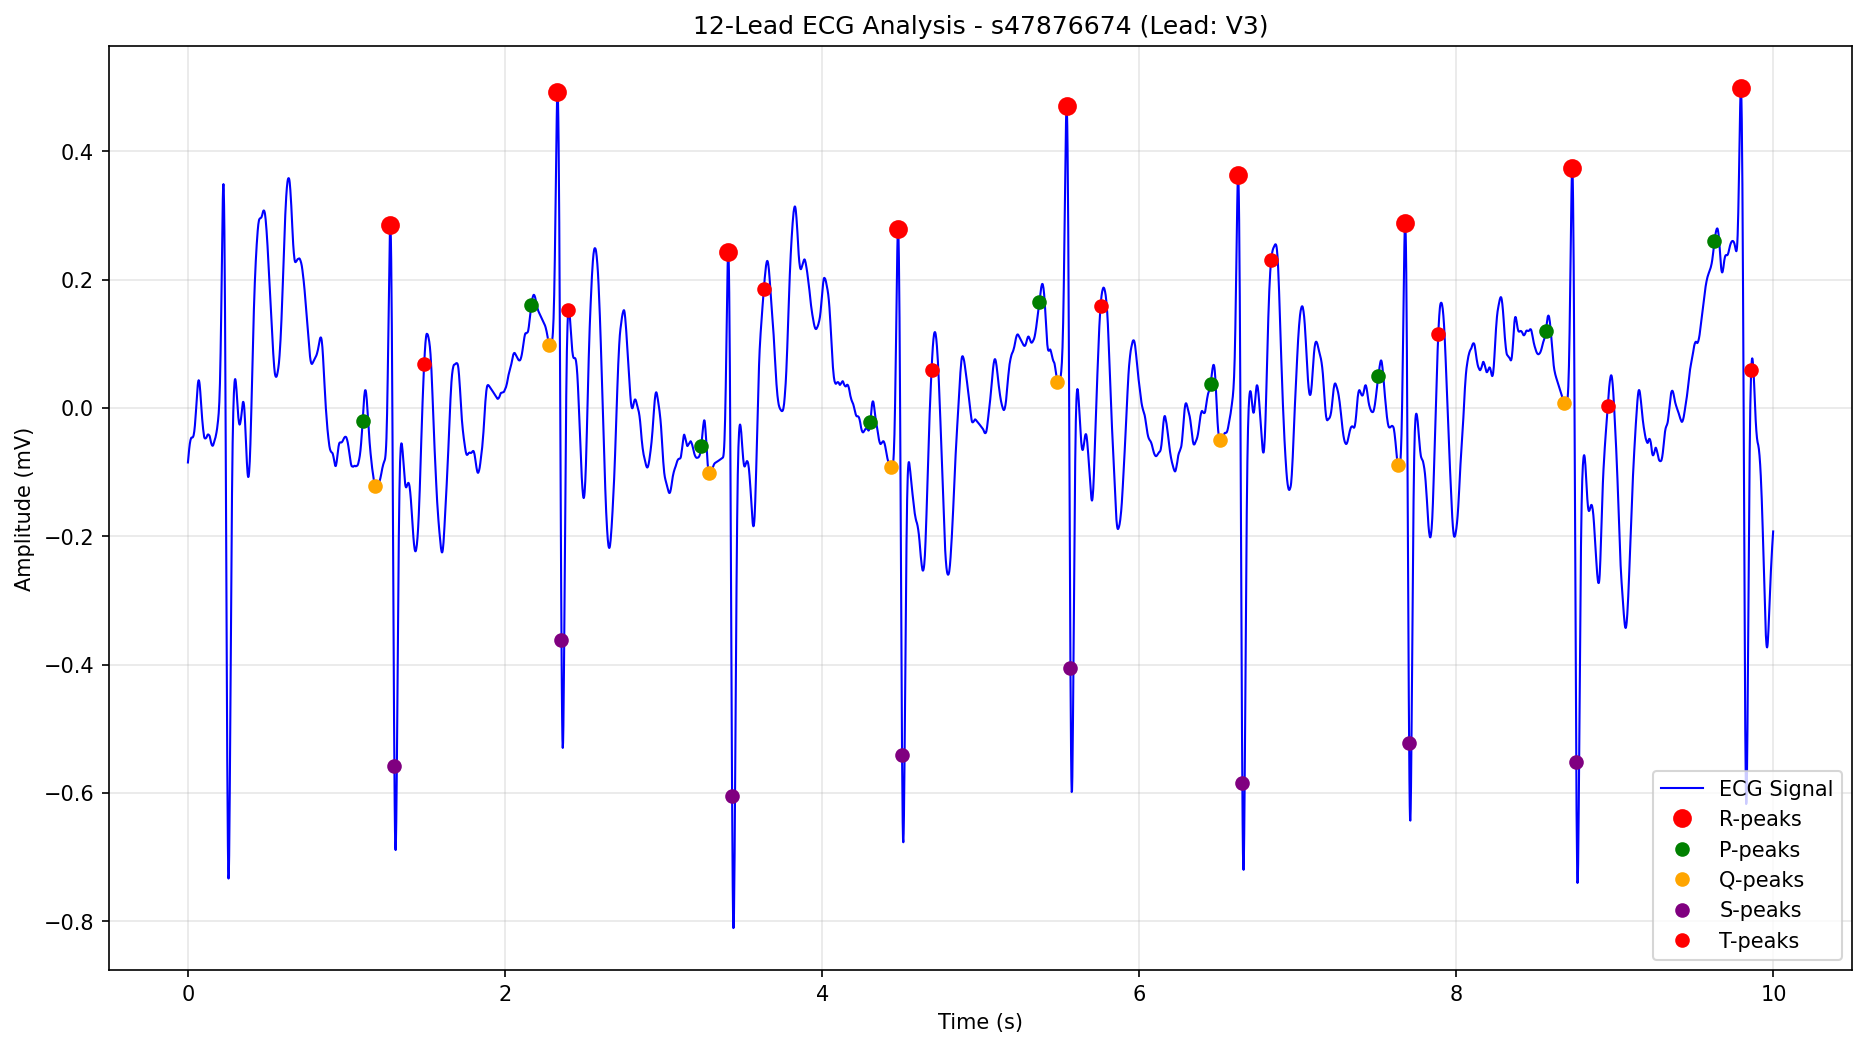 12-Lead ECG Analysis - s47876674 (Lead: V3)
Amplitude (mV)
0.4
0.2
0.0
−0.2
−0.4
−0.6
−0.8
0 2 4 6 8 10
Time (s)
ECG Signal
R-peaks
P-peaks
Q-peaks
S-peaks
T-peaks